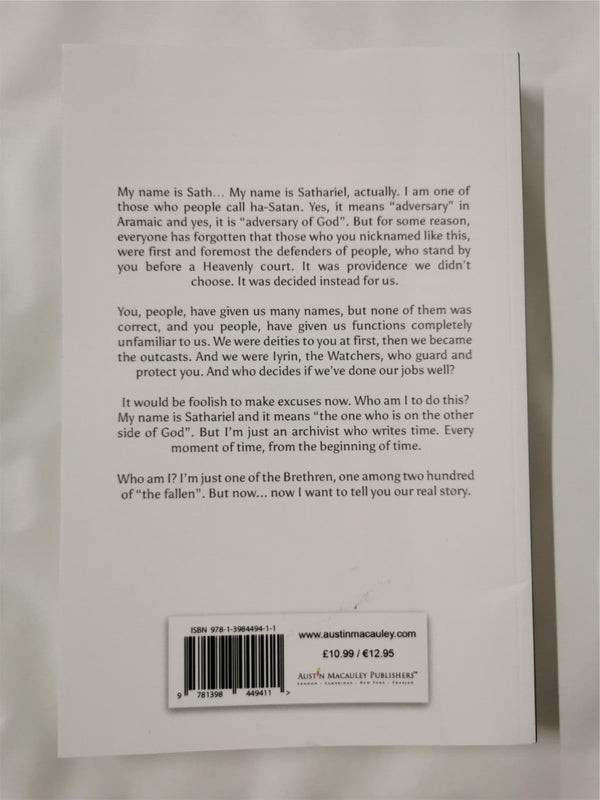 My name is Sath... My name is Sathariel, actually. I am one of
those who people call ha-Satan. Yes, it means “adversary” in
Aramaic and yes, it is “adversary of God”. But for some reason,
everyone has forgotten that those who you nicknamed like this,
were first and foremost the defenders of people, who stand by
you before a Heavenly court. It was providence we didn’t
choose. It was decided instead for us.
You, people, have given us many names, but none of them was
correct, and you people, have given us functions completely
unfamiliar to us. We were deities to you at first, then we became
the outcasts. And we were Iyrin, the Watchers, who guard and
protect you. And who decides if we’ve done our jobs well?
It would be foolish to make excuses now. Who am I to do this?
My name is Sathariel and it means “the one who is on the other
side of God”. But I’m just an archivist who writes time. Every
moment of time, from the beginning of time.
Who am I? I’m just one of the Brethren, one among two hundred
of “the fallen”. But now... now I want to tell you our real story.
ISBN 978-1-3984494-1-1
9 781398 449411 >
www.austinmacauley.com
£10.99 / €12.95
AUSTIN MACAULEY PUBLISHERS™
LONDON • CAMBRIDGE • NEW YORK • SHARJAH